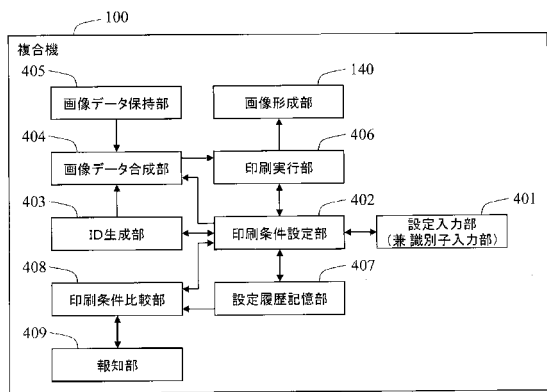 100
複合機
405
画像データ保持部
140
画像形成部
404
画像データ合成部
406
印刷実行部
403
ID生成部
402
印刷条件設定部
401
設定入力部
(兼 識別子入力部)
408
印刷条件比較部
407
設定履歴記憶部
409
報知部